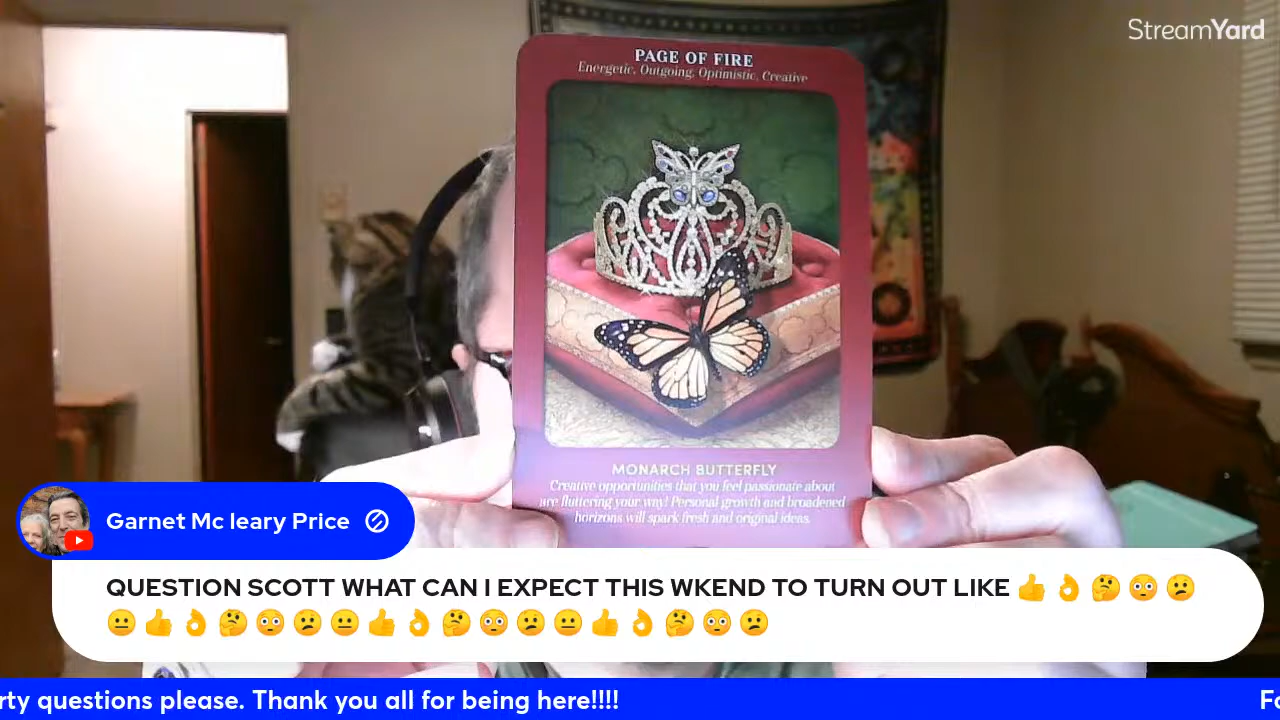 StreamYard
PAGE OF FIRE
Energetic, Outgoing, Optimistic, Creative
MONARCH BUTTERFLY
Creative opportunities that you feel passionate about
are fluttering your way! Personal growth and broadened
horizons will spark fresh and original ideas.
Garnet Mc leary Price
QUESTION SCOTT WHAT CAN I EXPECT THIS WKEND TO TURN OUT LIKE 👍 👌 🤔 😳 😕
😐 👍 👌 🤔 😳 😕 😐 👍 👌 🤔 😳 😕 😐 👍 👌 🤔 😳 😕
rty questions please. Thank you all for being here!!!! Fo